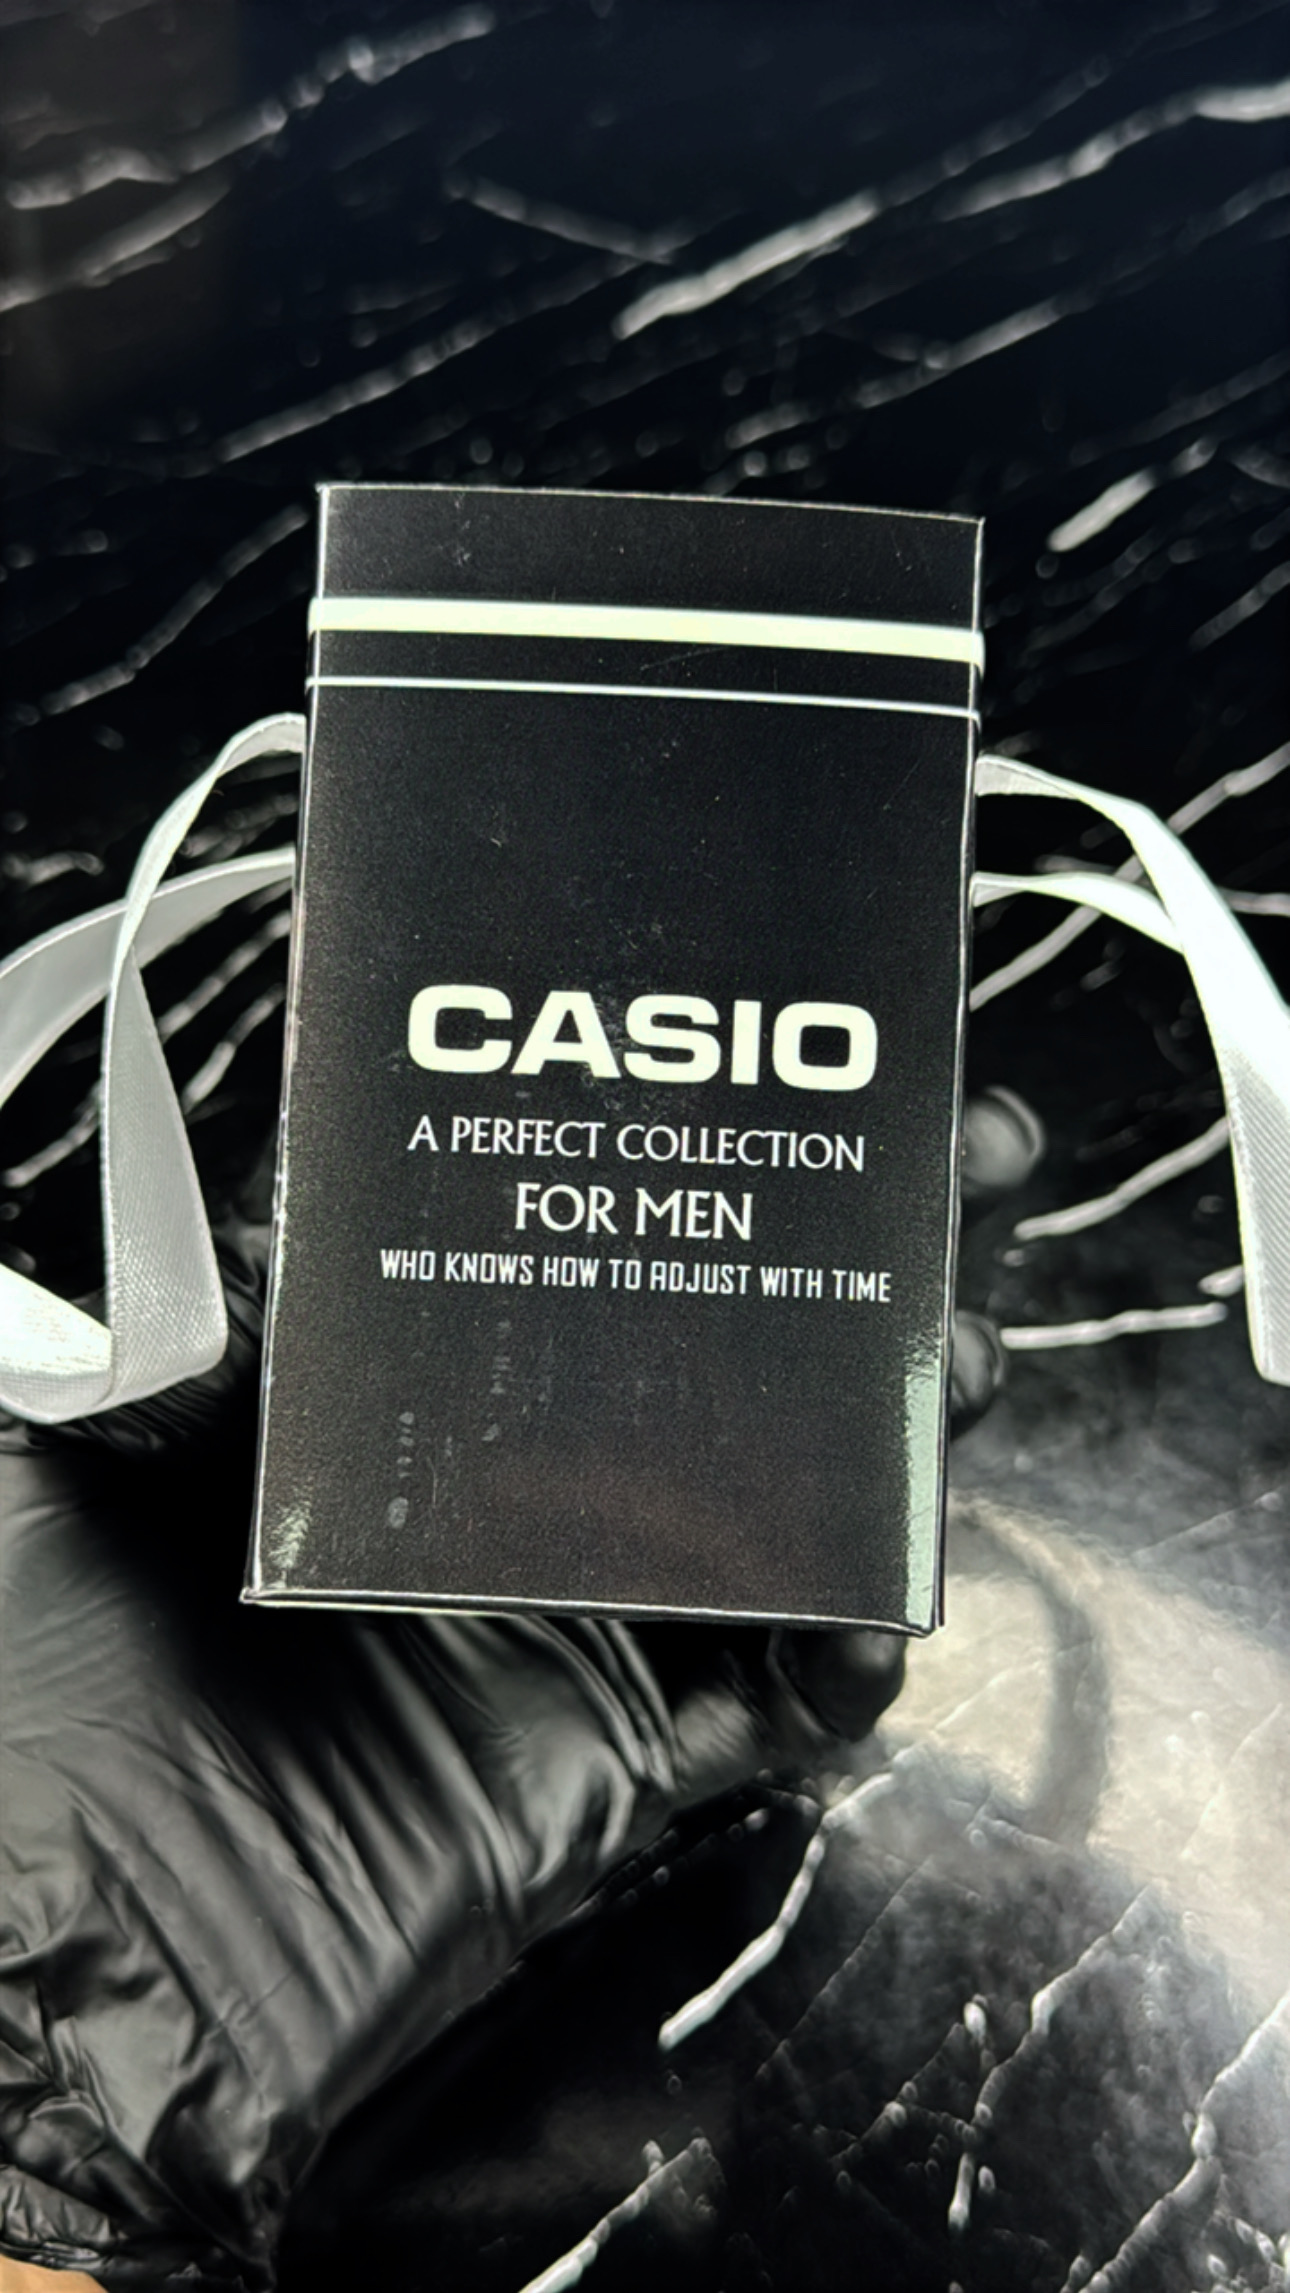 CASIO
A PERFECT COLLECTION
FOR MEN
WHO KNOWS HOW TO ADJUST WITH TIME